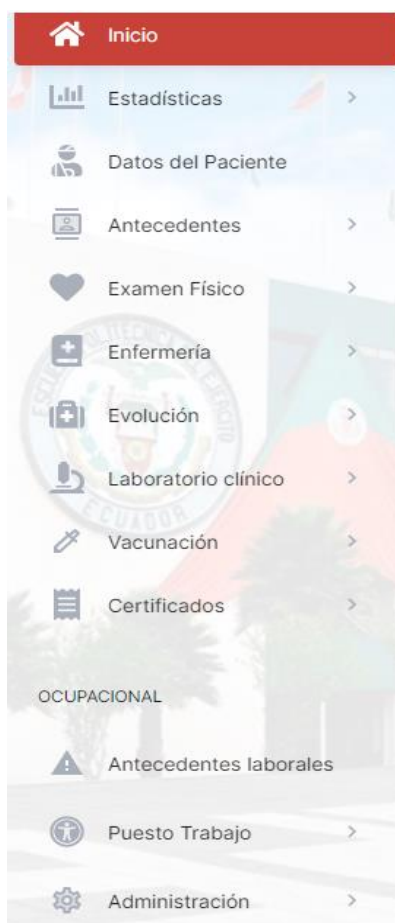 Inicio
Estadísticas
Datos del Paciente
Antecedentes
Examen Físico
Enfermería
Evolución
Laboratorio clínico
Vacunación
Certificados
ECUADOR
OCUPACIONAL
Antecedentes laborales
Puesto Trabajo
Administración